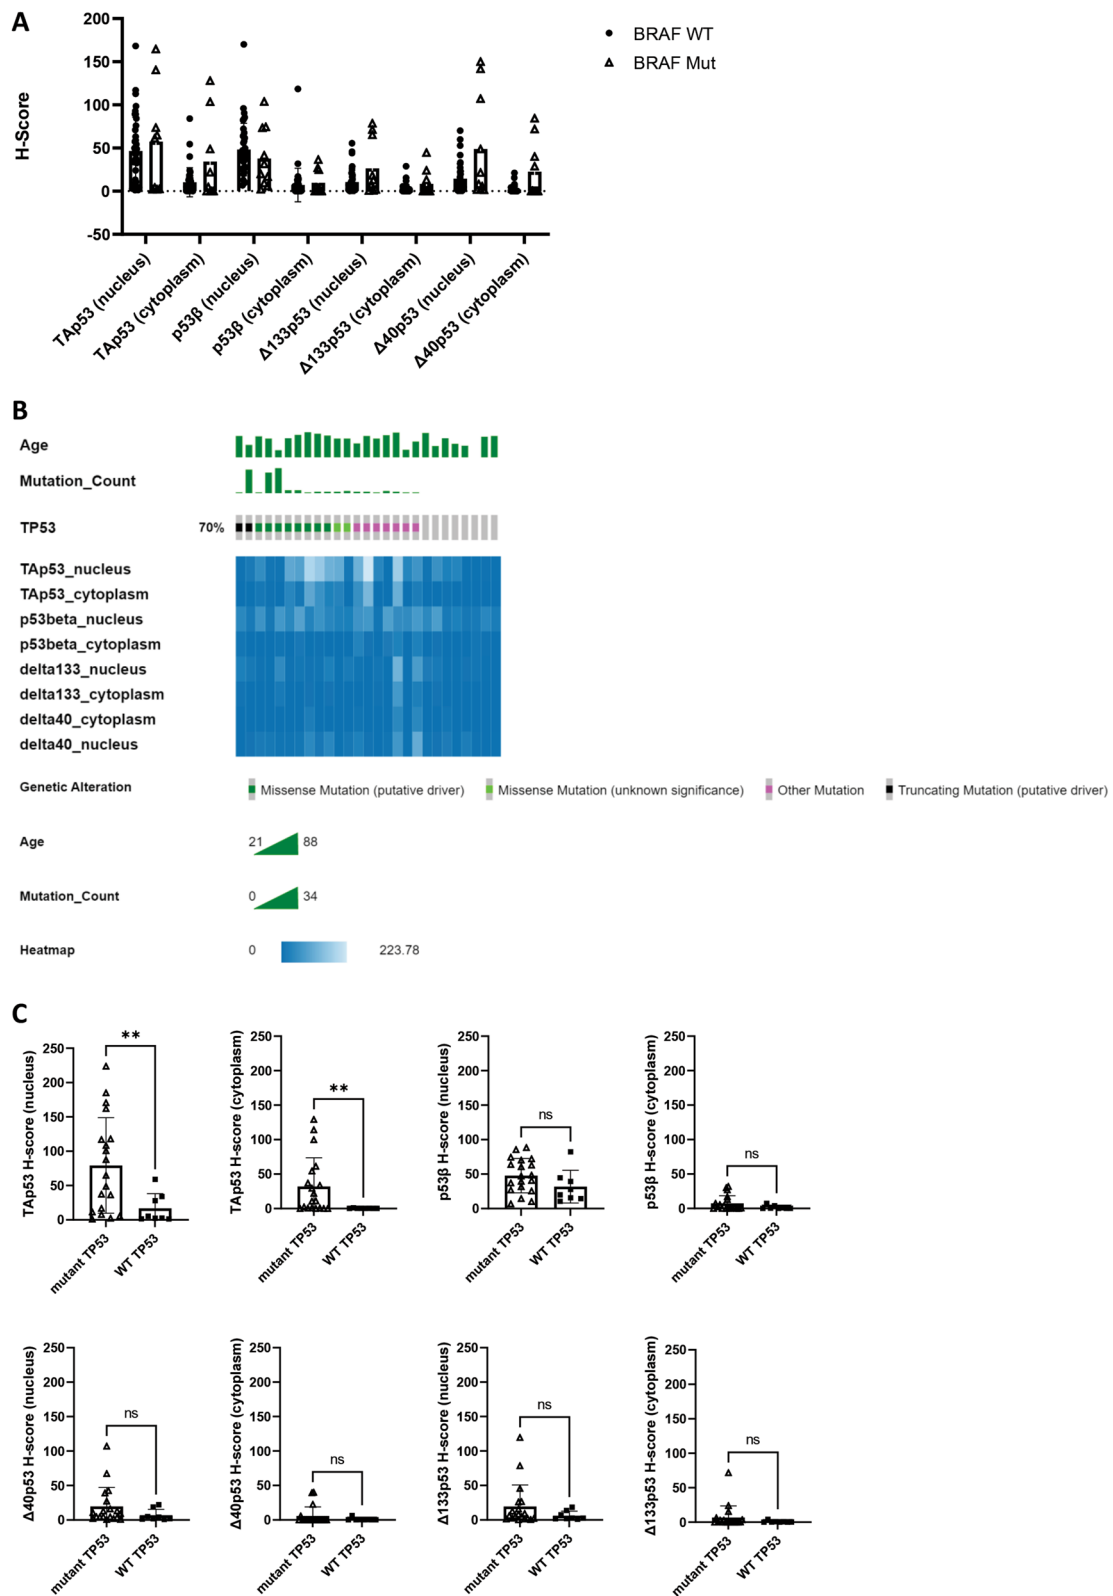 A
200
150
100
50
0
-50
H-Score
BRAF WT
BRAF Mut
TAp53 (nucleus)
TAp53 (cytoplasm)
p53β (nucleus)
p53β (cytoplasm)
Δ133p53 (nucleus)
Δ133p53 (cytoplasm)
Δ40p53 (nucleus)
Δ40p53 (cytoplasm)
B
Age
Mutation_Count
TP53 70%
TAp53_nucleus
TAp53_cytoplasm
p53beta_nucleus
p53beta_cytoplasm
delta133_nucleus
delta133_cytoplasm
delta40_cytoplasm
delta40_nucleus
Genetic Alteration Missense Mutation (putative driver) Missense Mutation (unknown significance) Other Mutation Truncating Mutation (putative driver)
Age 21 88
Mutation_Count 0 34
Heatmap 0 223.78
C
TAp53 H-score (nucleus)
250
200
150
100
50
0
**
mutant TP53
WT TP53
TAp53 H-score (cytoplasm)
250
200
150
100
50
0
**
mutant TP53
WT TP53
p53β H-score (nucleus)
250
200
150
100
50
0
ns
mutant TP53
WT TP53
p53β H-score (cytoplasm)
250
200
150
100
50
0
ns
mutant TP53
WT TP53
Δ40p53 H-score (nucleus)
250
200
150
100
50
0
ns
mutant TP53
WT TP53
Δ40p53 H-score (cytoplasm)
250
200
150
100
50
0
ns
mutant TP53
WT TP53
Δ133p53 H-score (nucleus)
250
200
150
100
50
0
ns
mutant TP53
WT TP53
Δ133p53 H-score (cytoplasm)
250
200
150
100
50
0
ns
mutant TP53
WT TP53